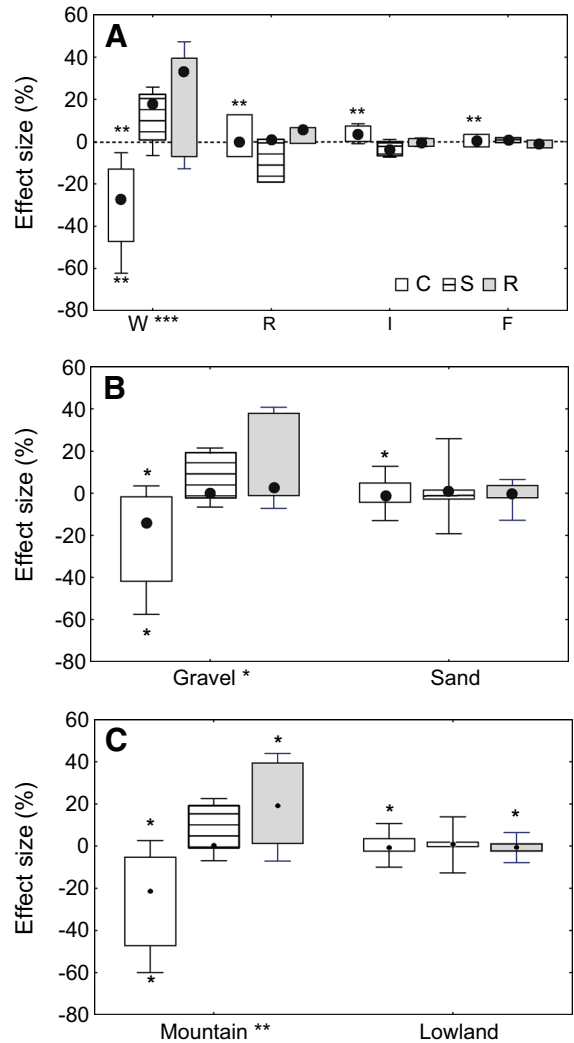 A
60
40
20
0
-20
-40
-60
-80
Effect size (%)
** ** ** ** **
C S R
W *** R I F
B
60
40
20
0
-20
-40
-60
-80
Effect size (%)
* * *
Gravel * Sand
C
60
40
20
0
-20
-40
-60
-80
Effect size (%)
* * * * *
Mountain ** Lowland